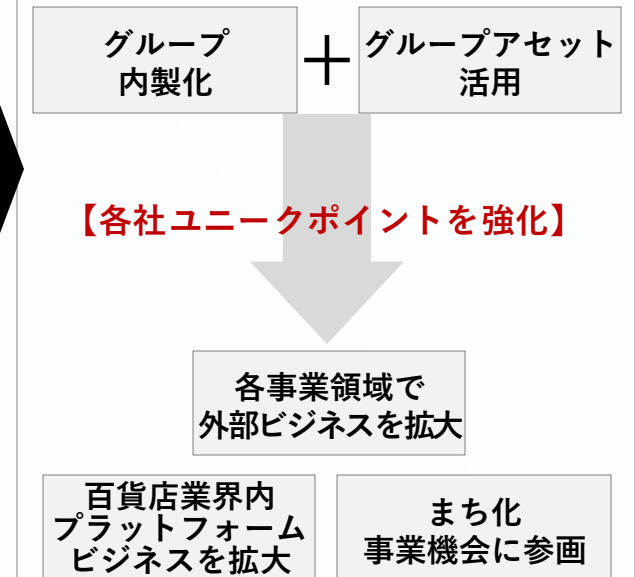 グループ
内製化
＋
グループアセット
活用
【各社ユニークポイントを強化】
各事業領域で
外部ビジネスを拡大
百貨店業界内
プラットフォーム
ビジネスを拡大
まち化
事業機会に参画